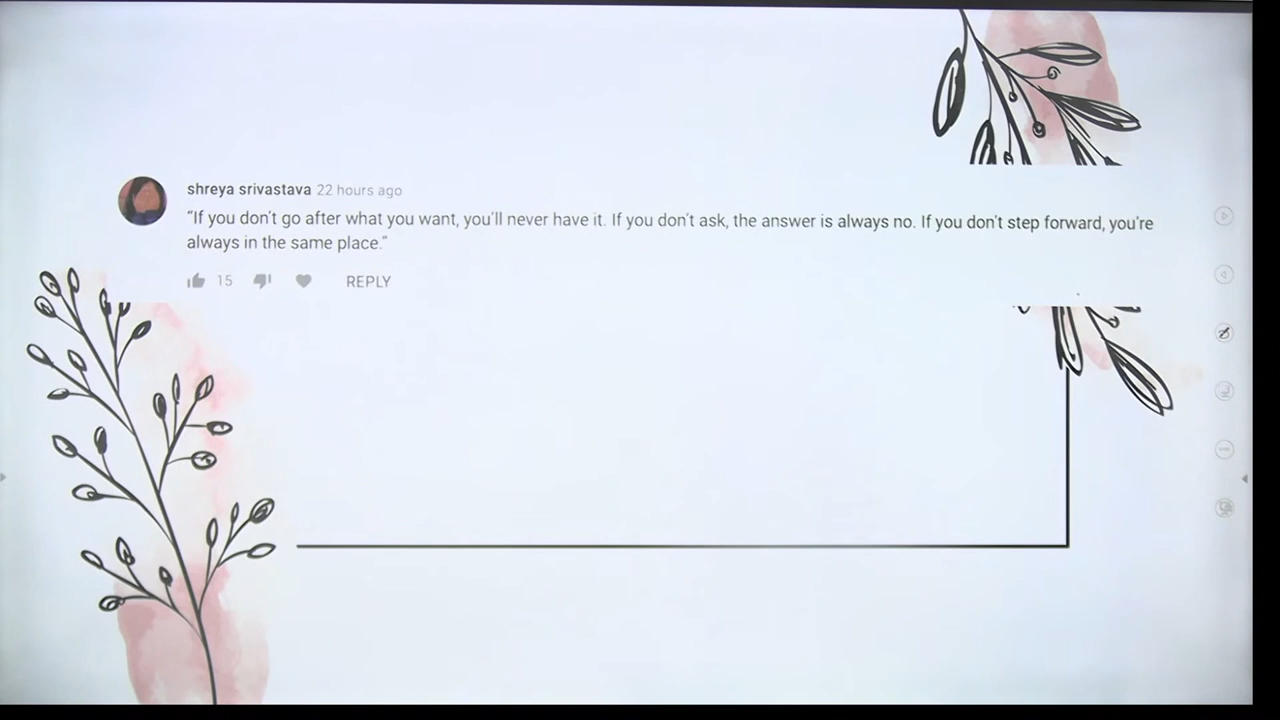 shreya srivastava 22 hours ago
“If you don't go after what you want, you'll never have it. If you don't ask, the answer is always no. If you don't step forward, you're
always in the same place.”
15 REPLY